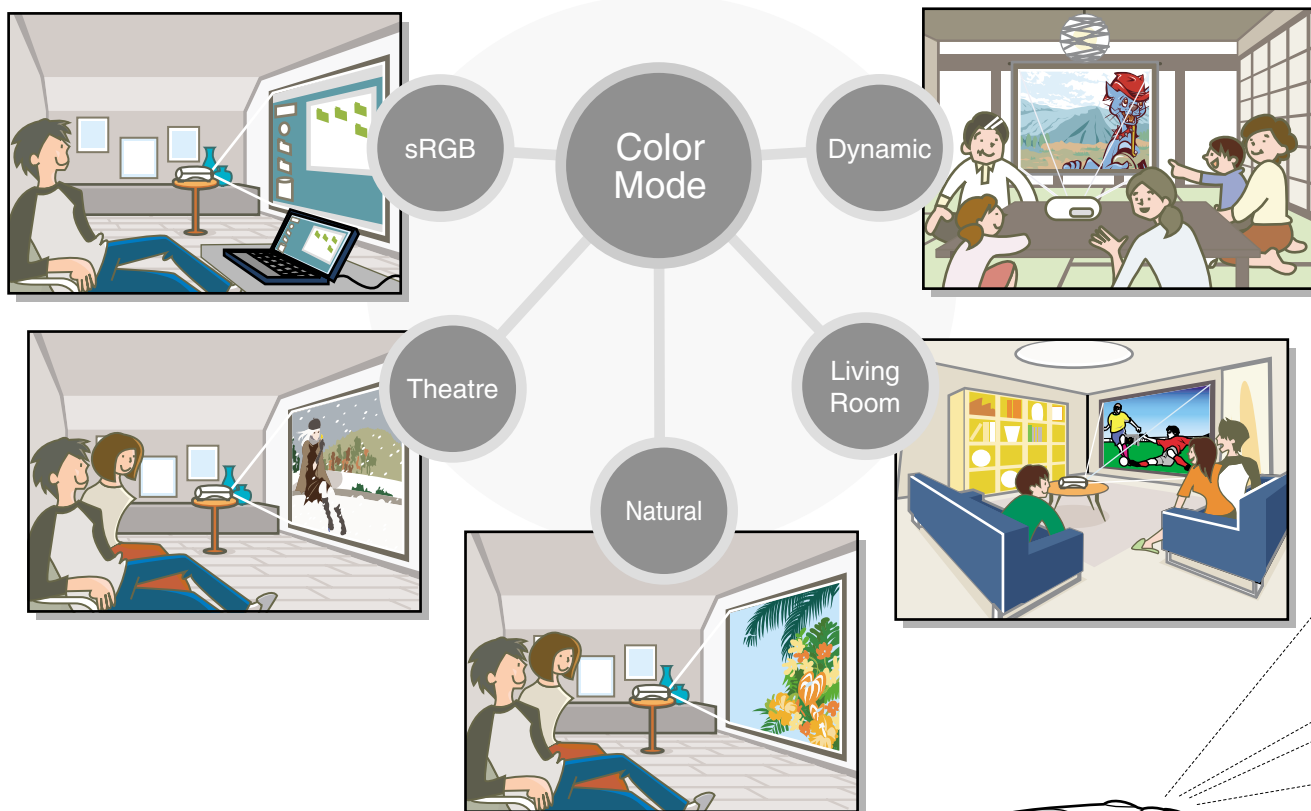 sRGB
Color
Mode
Dynamic
Theatre
Living
Room
Natural